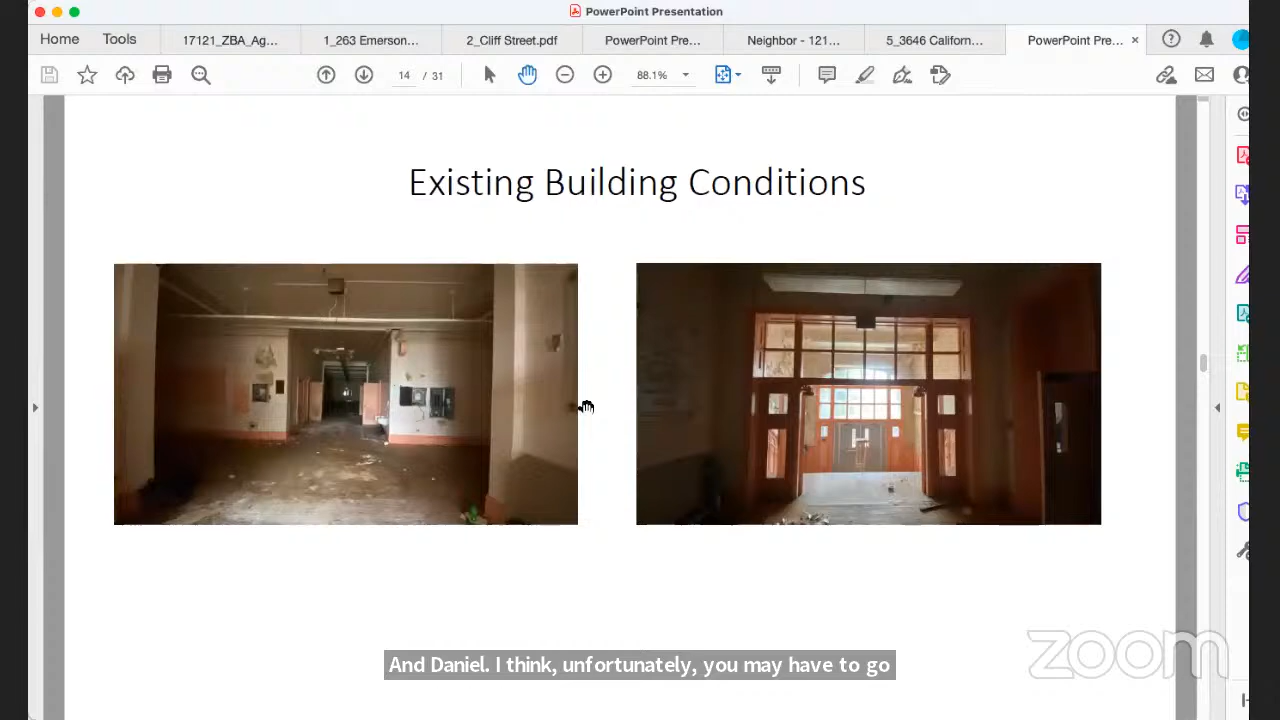 PowerPoint Presentation
Home Tools 17121_ZBA_Ag... 1_263 Emerson... 2_Cliff Street.pdf PowerPoint Pre... Neighbor - 121... 5_3646 Californ... PowerPoint Pre... ×
14 / 31 88.1%
Existing Building Conditions
And Daniel. I think, unfortunately, you may have to go
zoom